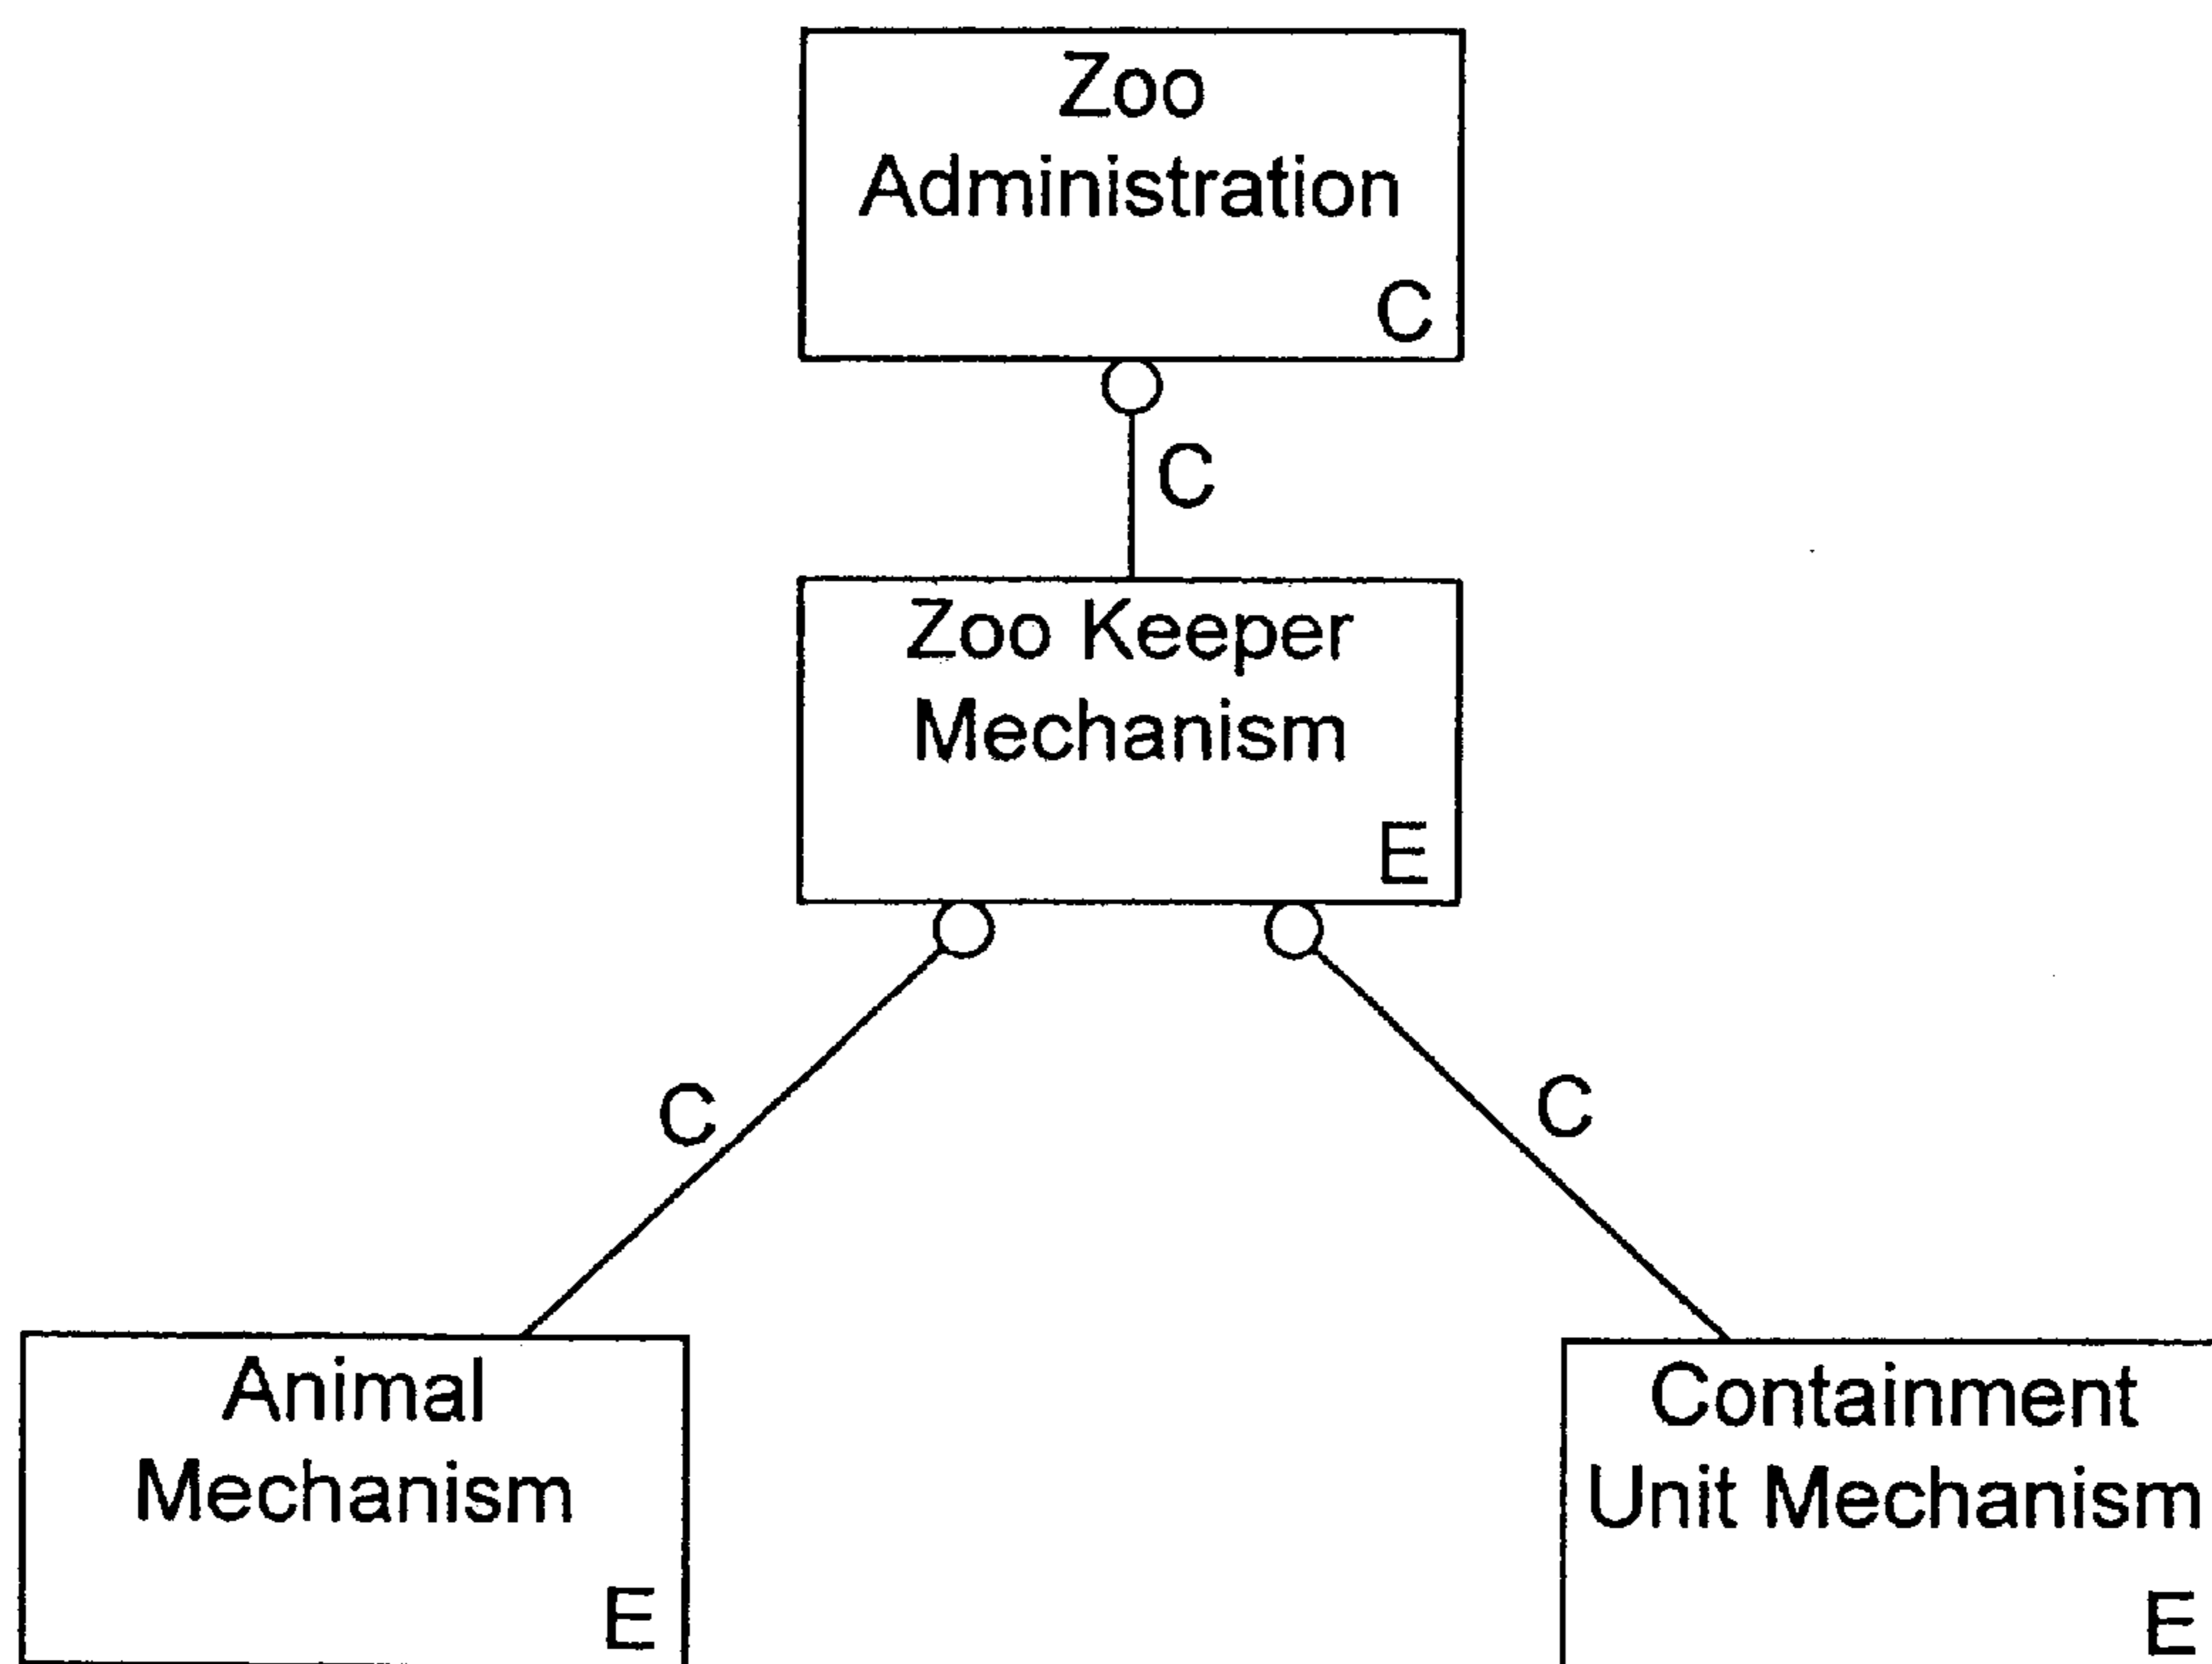 Zoo
Administration
C
C
Zoo Keeper
Mechanism
E
C
C
Animal
Mechanism
E
Containment
Unit Mechanism
E